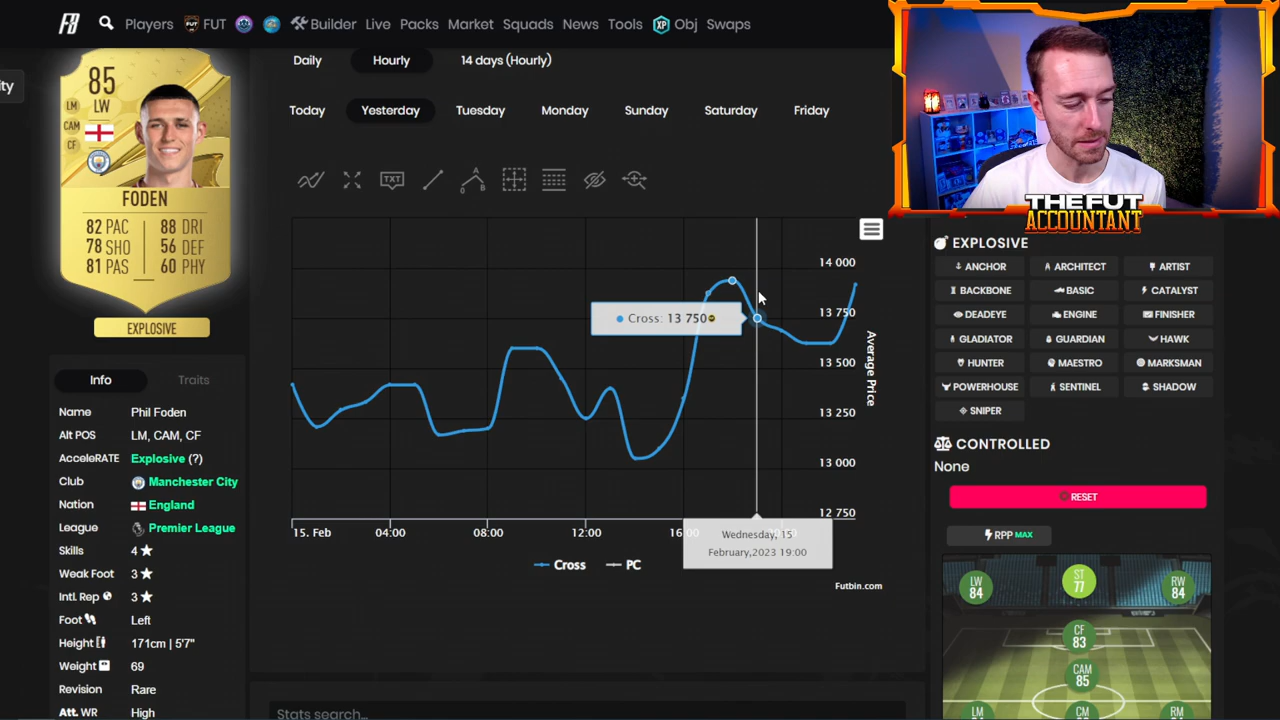 F8 Players FUT Builder Live Packs Market Squads News Tools XP Obj Swaps
ity
85
LW
LM
CAM
CF
FODEN
82 PAC 88 DRI
78 SHO 56 DEF
81 PAS 60 PHY
EXPLOSIVE
Info Traits
Name Phil Foden
Alt POS LM, CAM, CF
AcceleRATE Explosive (?)
Club Manchester City
Nation England
League Premier League
Skills 4
Weak Foot 3
Intl. Rep 3
Foot Left
Height 171cm | 5'7"
Weight 69
Revision Rare
Att. WR High
Daily Hourly 14 days (Hourly)
Today Yesterday Tuesday Monday Sunday Saturday Friday
TXT
0 A B
14 000
13 750
13 500
13 250
13 000
12 750
Average Price
Cross: 13 750
15. Feb 04:00 08:00 12:00 16:00
Wednesday, 15
February,2023 19:00
Cross PC
Futbin.com
Stats search...
THE FUT
ACCOUNTANT
EXPLOSIVE
ANCHOR ARCHITECT ARTIST
BACKBONE BASIC CATALYST
DEADEYE ENGINE FINISHER
GLADIATOR GUARDIAN HAWK
HUNTER MAESTRO MARKSMAN
POWERHOUSE SENTINEL SHADOW
SNIPER
CONTROLLED
None
RESET
RPP MAX
LW
84
ST
77
RW
84
CF
83
CAM
85
LM CM RM